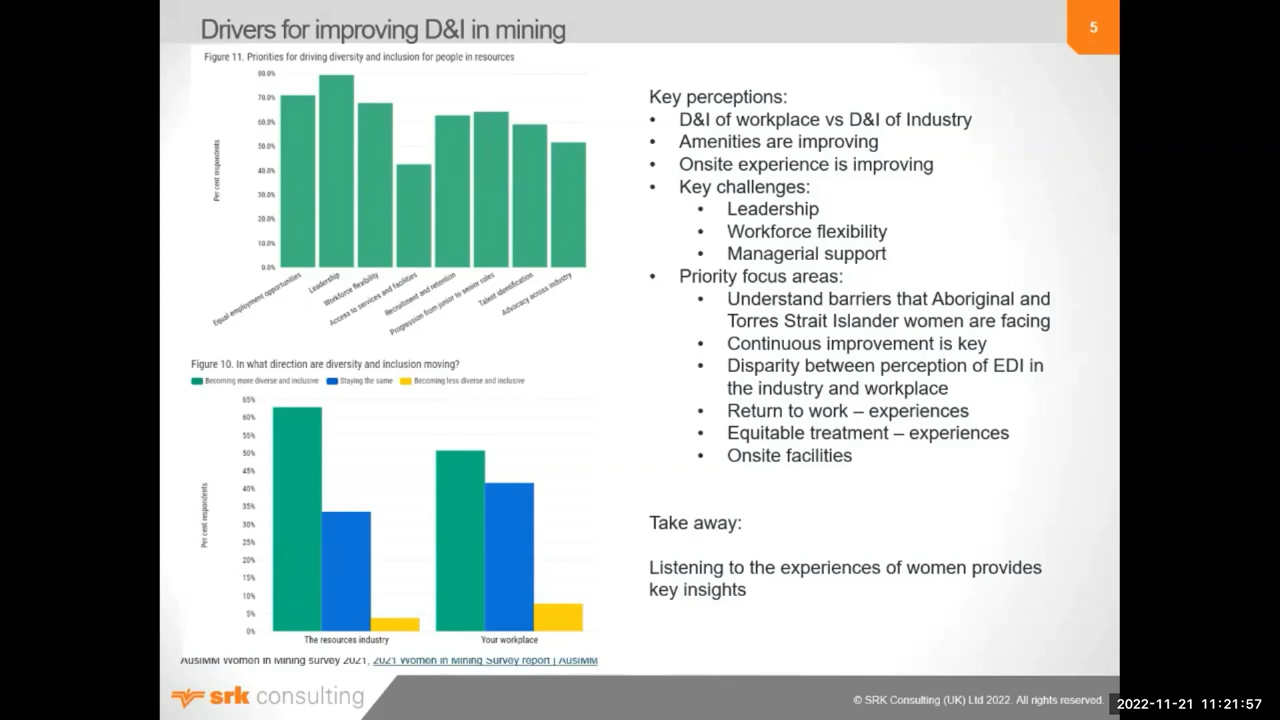 Drivers for improving D&I in mining
5
Figure 11. Priorities for driving diversity and inclusion for people in resources
80.0%
70.0%
60.0%
50.0%
40.0%
30.0%
20.0%
10.0%
0.0%
Per cent respondents
Equal employment opportunities
Leadership
Workforce flexibility
Access to services and facilities
Recruitment and retention
Progression from junior to senior roles
Talent identification
Advocacy across industry
Figure 10. In what direction are diversity and inclusion moving?
Becoming more diverse and inclusive Staying the same Becoming less diverse and inclusive
65%
60%
55%
50%
45%
40%
35%
30%
25%
20%
15%
10%
5%
0%
Per cent respondents
The resources industry Your workplace
AusIMM Women in Mining survey 2021, 2021 Women in Mining Survey report | AusIMM
Key perceptions:
• D&I of workplace vs D&I of Industry
• Amenities are improving
• Onsite experience is improving
• Key challenges:
• Leadership
• Workforce flexibility
• Managerial support
• Priority focus areas:
• Understand barriers that Aboriginal and
Torres Strait Islander women are facing
• Continuous improvement is key
• Disparity between perception of EDI in
the industry and workplace
• Return to work – experiences
• Equitable treatment – experiences
• Onsite facilities
Take away:
Listening to the experiences of women provides
key insights
srk consulting
© SRK Consulting (UK) Ltd 2022. All rights reserved.
2022-11-21 11:21:57